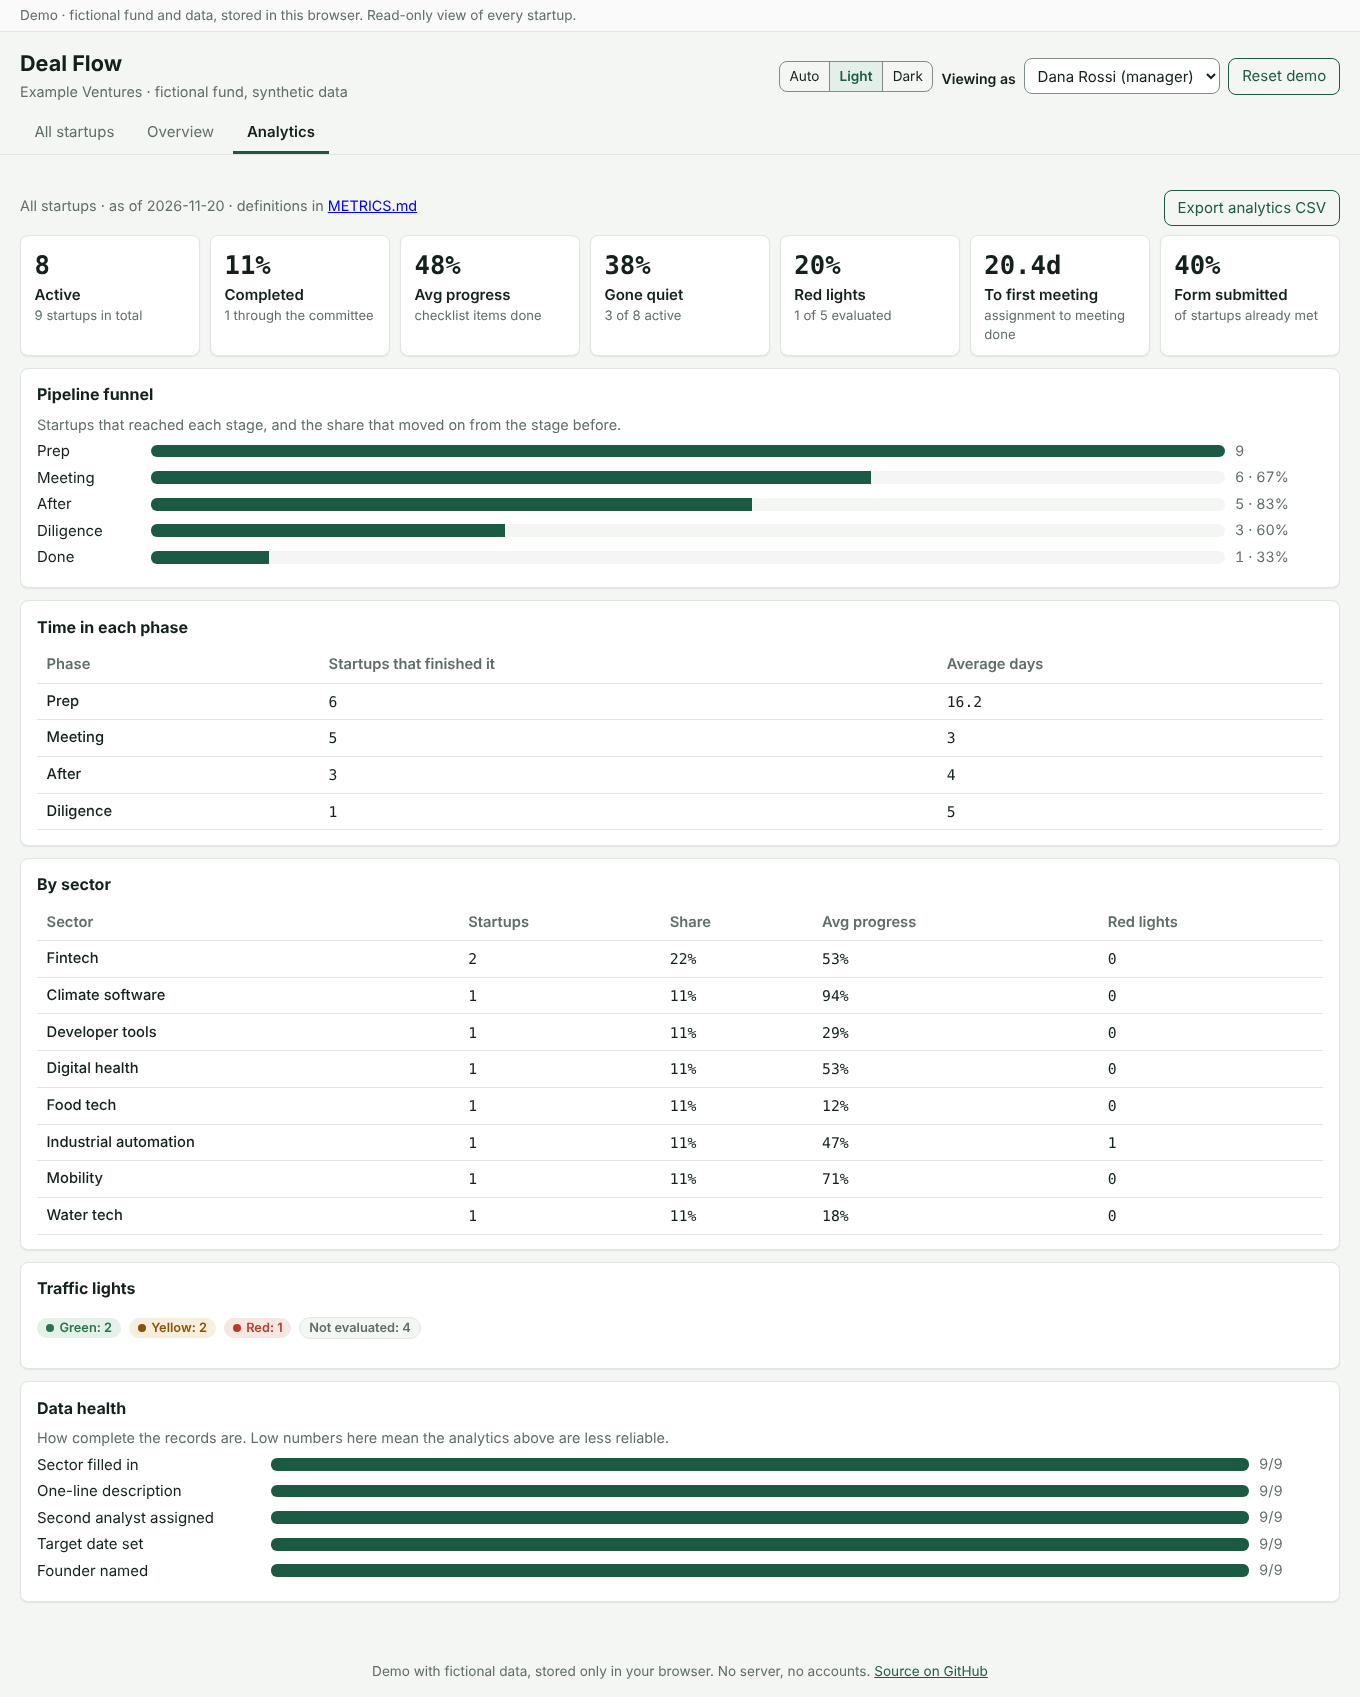 Demo · fictional fund and data, stored in this browser. Read-only view of every startup.
Deal Flow
Example Ventures · fictional fund, synthetic data
Auto Light Dark Viewing as Dana Rossi (manager) Reset demo
All startups Overview Analytics
All startups · as of 2026-11-20 · definitions in METRICS.md
Export analytics CSV
8
Active
9 startups in total
11%
Completed
1 through the committee
48%
Avg progress
checklist items done
38%
Gone quiet
3 of 8 active
20%
Red lights
1 of 5 evaluated
20.4d
To first meeting
assignment to meeting
done
40%
Form submitted
of startups already met
Pipeline funnel
Startups that reached each stage, and the share that moved on from the stage before.
Prep 9
Meeting 6 · 67%
After 5 · 83%
Diligence 3 · 60%
Done 1 · 33%
Time in each phase
Phase Startups that finished it Average days
Prep 6 16.2
Meeting 5 3
After 3 4
Diligence 1 5
By sector
Sector Startups Share Avg progress Red lights
Fintech 2 22% 53% 0
Climate software 1 11% 94% 0
Developer tools 1 11% 29% 0
Digital health 1 11% 53% 0
Food tech 1 11% 12% 0
Industrial automation 1 11% 47% 1
Mobility 1 11% 71% 0
Water tech 1 11% 18% 0
Traffic lights
Green: 2 Yellow: 2 Red: 1 Not evaluated: 4
Data health
How complete the records are. Low numbers here mean the analytics above are less reliable.
Sector filled in 9/9
One-line description 9/9
Second analyst assigned 9/9
Target date set 9/9
Founder named 9/9
Demo with fictional data, stored only in your browser. No server, no accounts. Source on GitHub